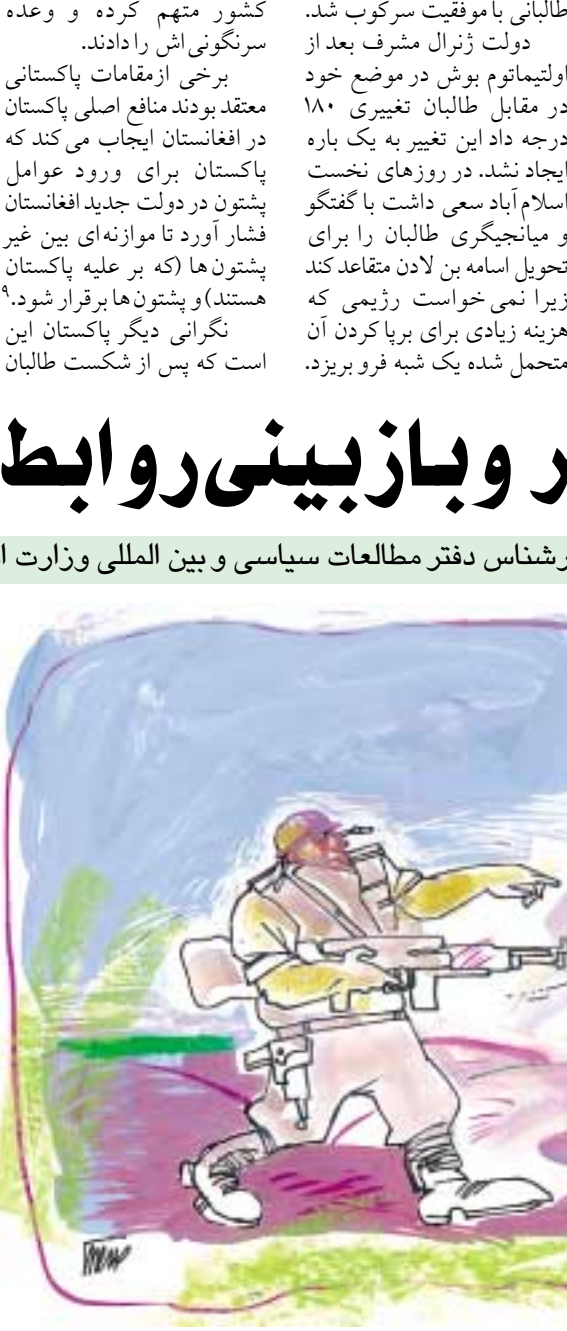 طالبانی با موفقیت سرکوب شد.
دولت ژنرال مشرف بعد از
اولتیماتوم بوش در موضع خود
در مقابل طالبان تغییری ۱۸۰
درجه داد این تغییر به یک باره
ایجاد نشد. در روزهای نخست
اسلام آباد سعی داشت با گفتگو
و میانجیگری طالبان را برای
تحویل اسامه بن لادن متقاعد کند
زیرا نمی خواست رژیمی که
هزینه زیادی برای برپا کردن آن
متحمل شده یک شبه فرو بریزد.
کشور متهم کرده و وعده
سرنگونی اش را دادند.
برخی ازمقامات پاکستانی
معتقد بودند منافع اصلی پاکستان
در افغانستان ایجاب می کند که
پاکستان برای ورود عوامل
پشتون در دولت جدید افغانستان
فشار آورد تا موازنه ای بین غیر
پشتون ها (که بر علیه پاکستان
هستند) و پشتون ها برقرار شود.۹
نگرانی دیگر پاکستان این
است که پس از شکست طالبان
ر وبازبینی روابط
رشناس دفتر مطالعات سیاسی و بین المللی وزارت ا